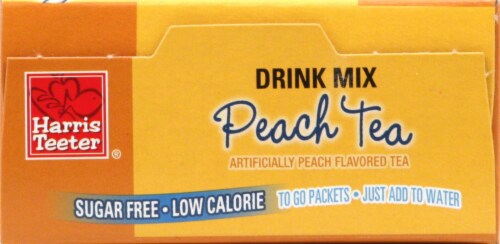 DRINK MIX
Harris
Teeter
®
Peach Tea
ARTIFICIALLY PEACH FLAVORED TEA
SUGAR FREE • LOW CALORIE TO GO PACKETS • JUST ADD TO WATER